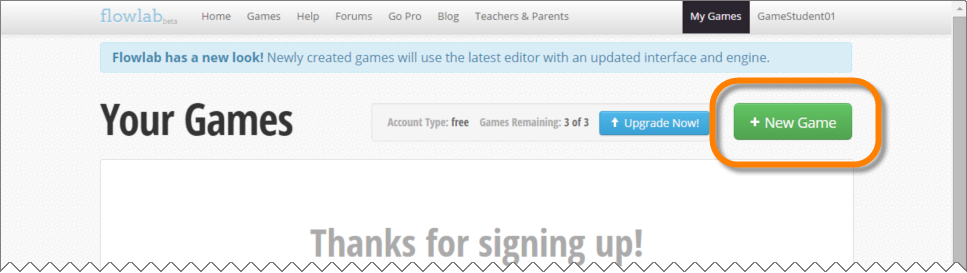 flowlab beta Home Games Help Forums Go Pro Blog Teachers & Parents My Games GameStudent01
Flowlab has a new look! Newly created games will use the latest editor with an updated interface and engine.
Your Games Account Type: free Games Remaining: 3 of 3 Upgrade Now! + New Game
Thanks for signing up!